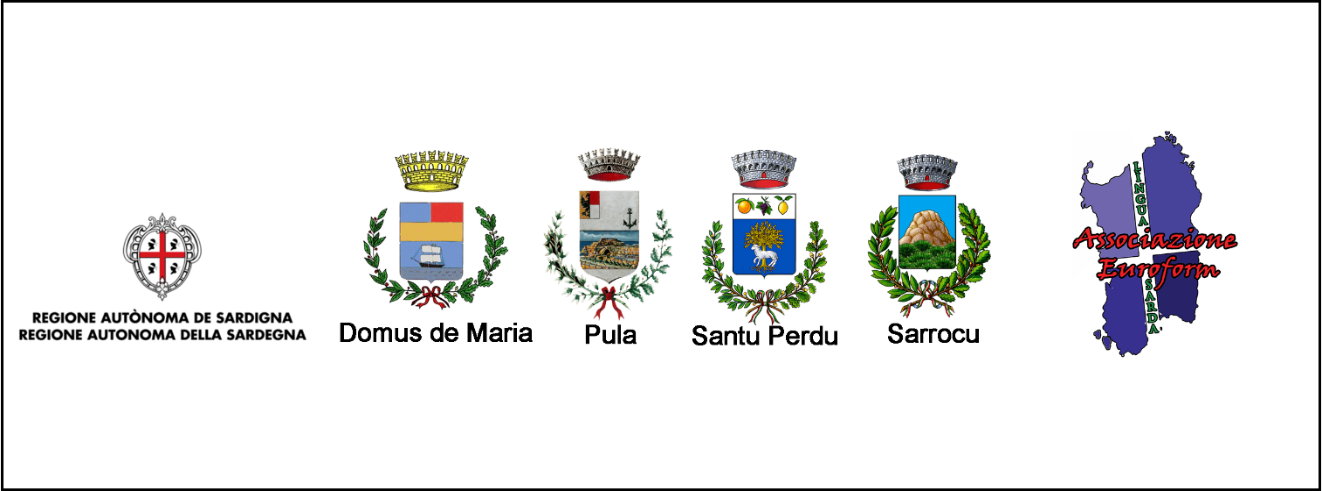 REGIONE AUTÒNOMA DE SARDIGNA
REGIONE AUTONOMA DELLA SARDEGNA
Domus de Maria
Pula
Santu Perdu
Sarrocu
LINGUA SARDA
Associazione
Euroform